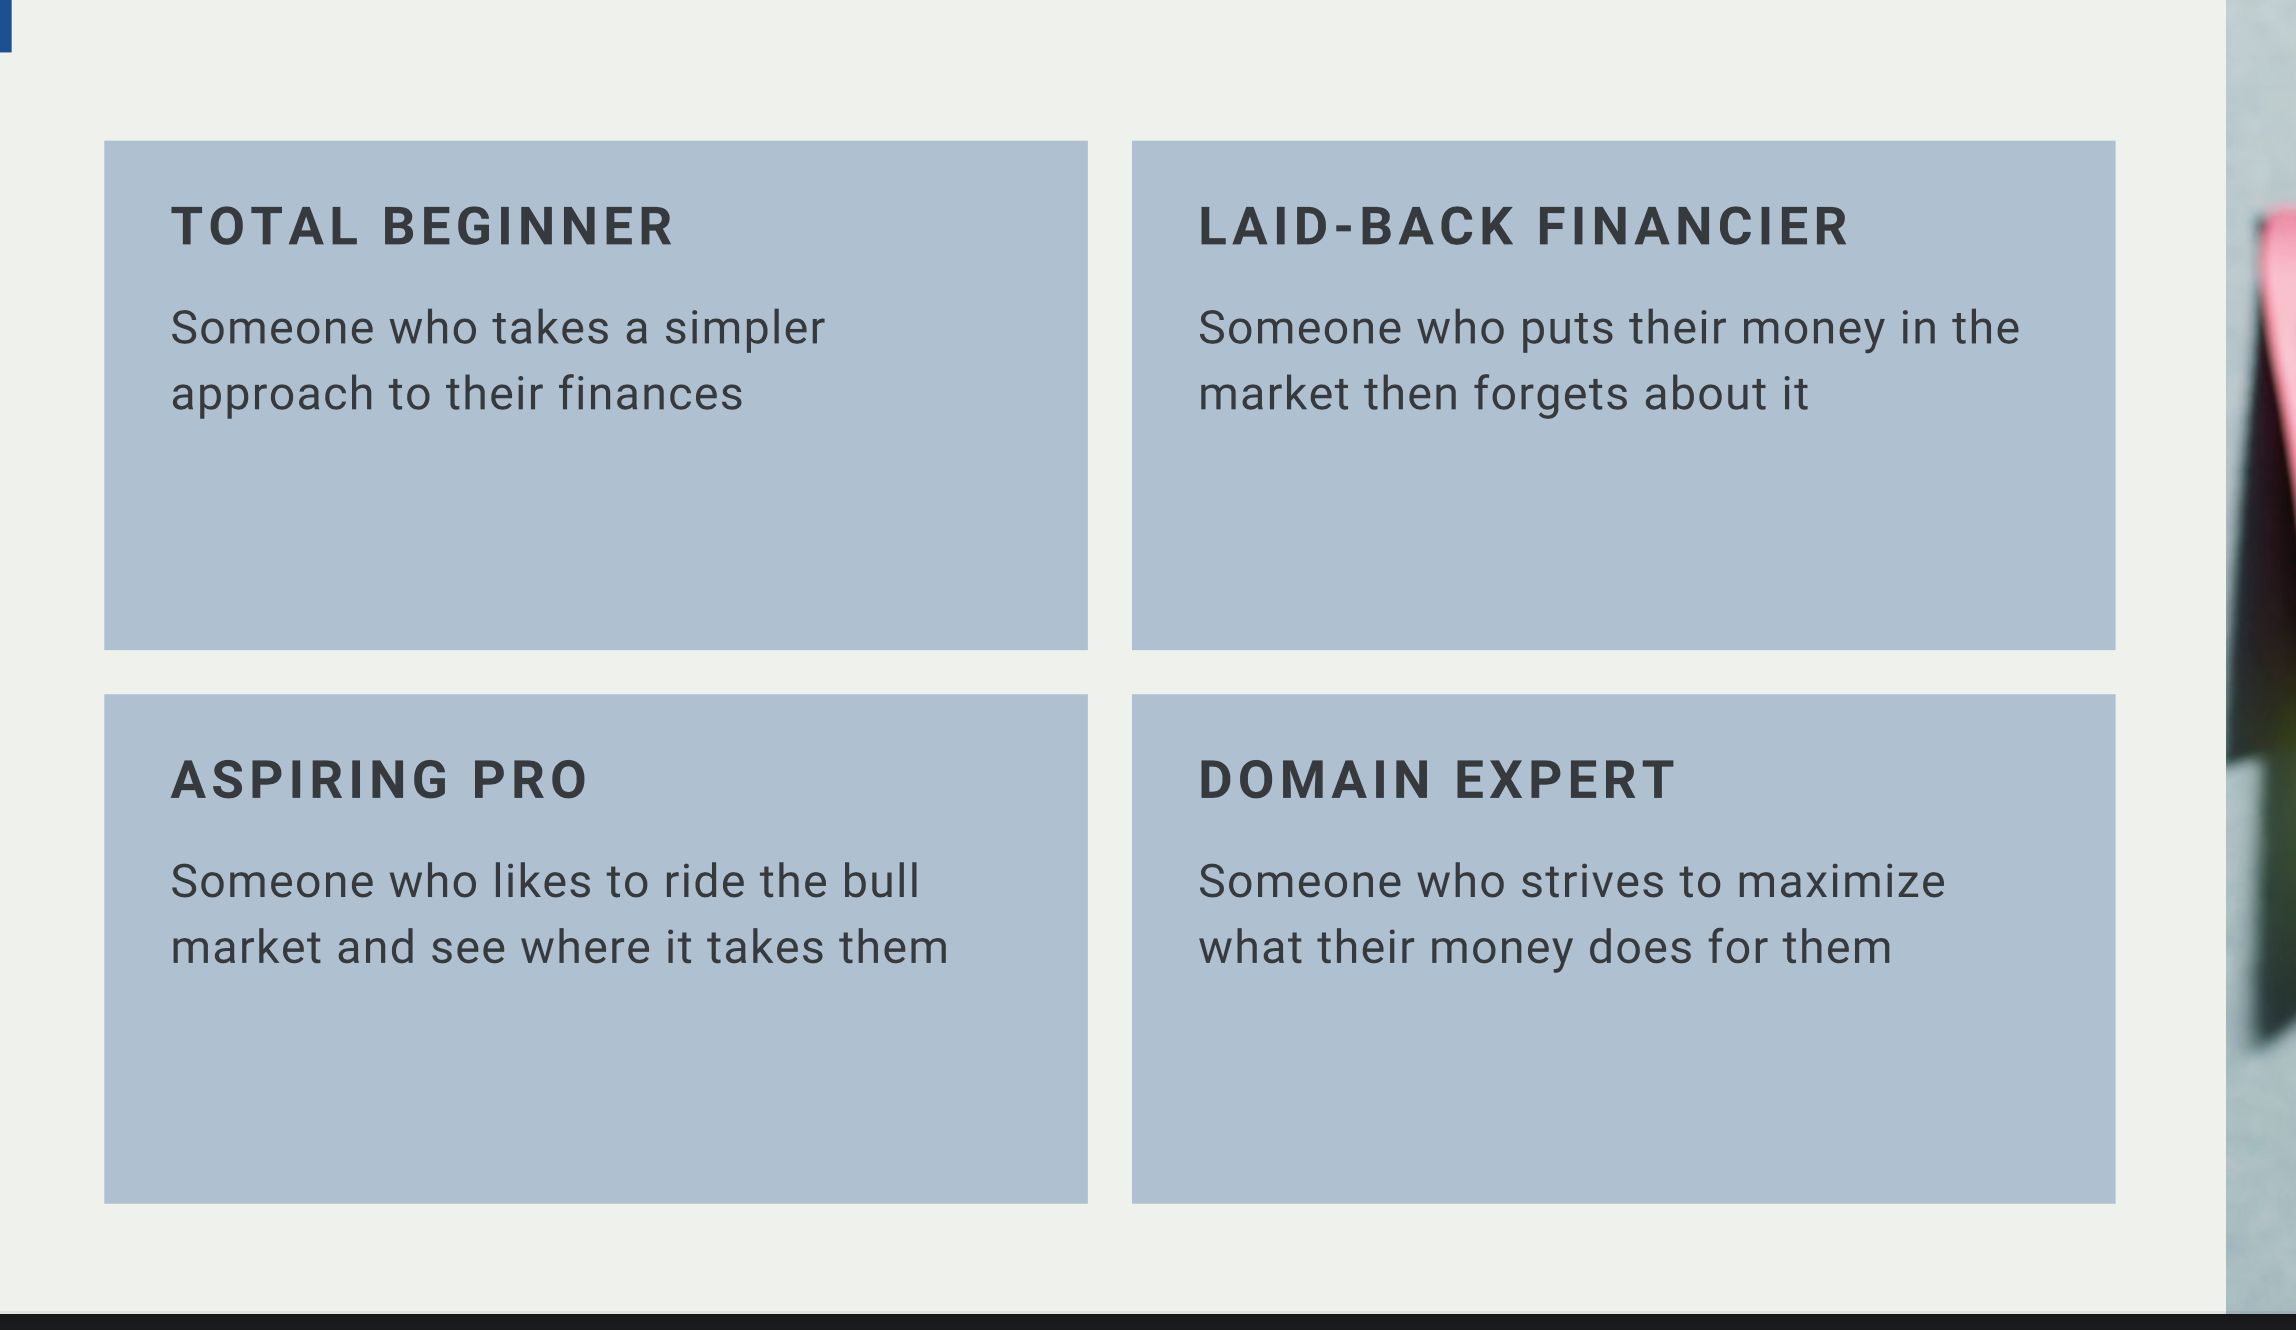 TOTAL BEGINNER
Someone who takes a simpler
approach to their finances
LAID-BACK FINANCIER
Someone who puts their money in the
market then forgets about it
ASPIRING PRO
Someone who likes to ride the bull
market and see where it takes them
DOMAIN EXPERT
Someone who strives to maximize
what their money does for them